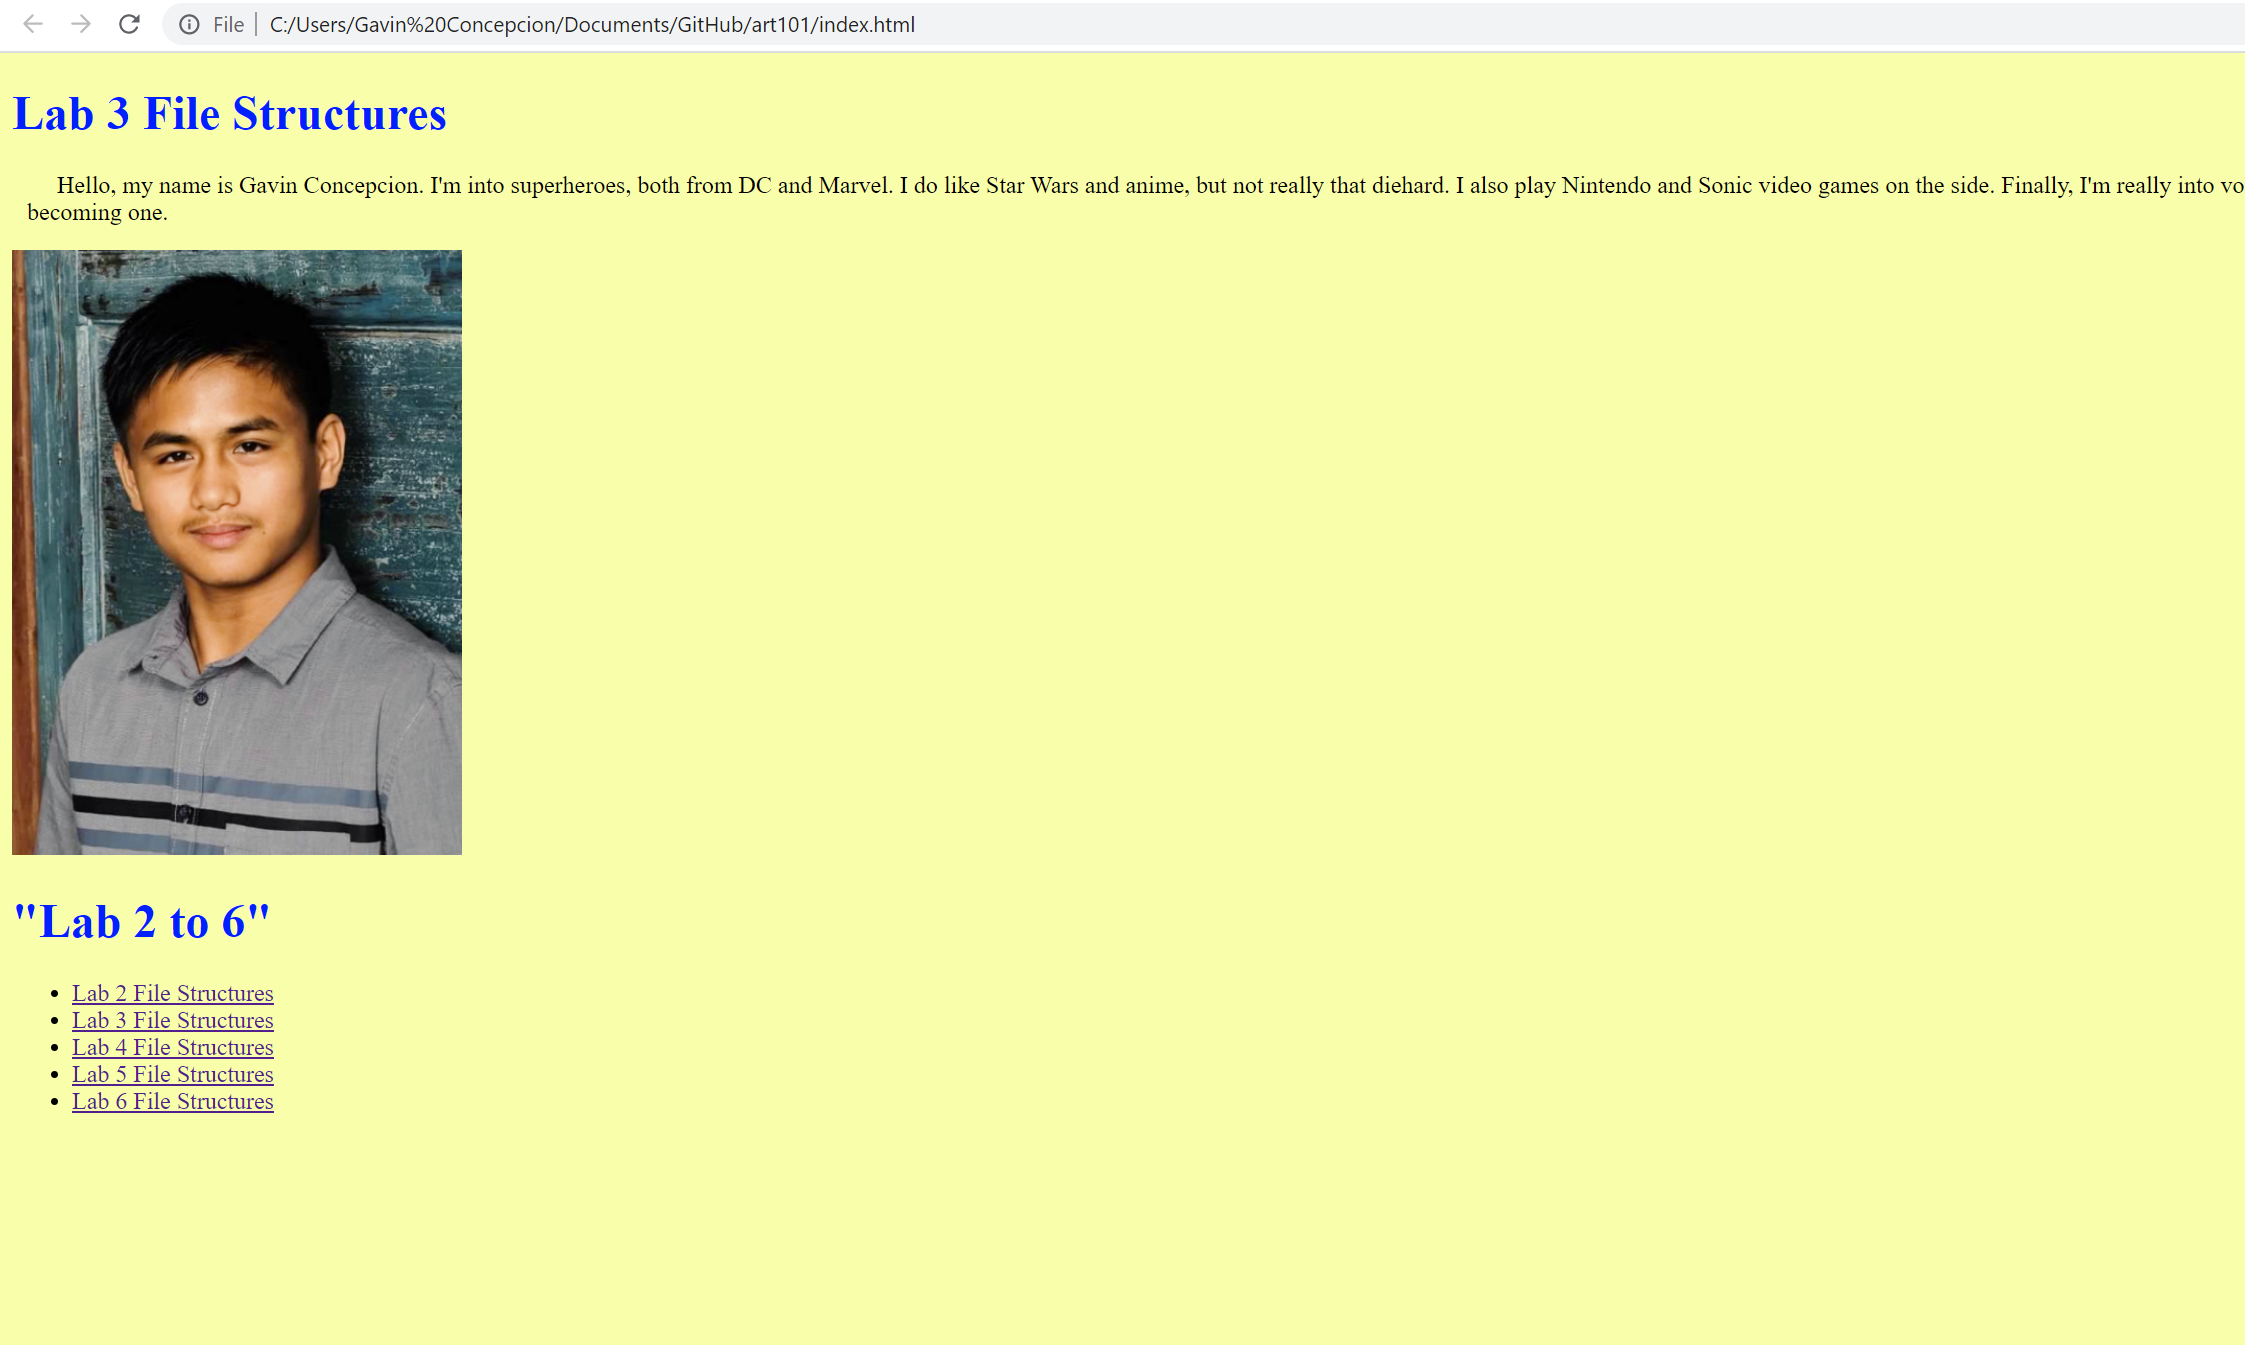 File C:/Users/Gavin%20Concepcion/Documents/GitHub/art101/index.html
Lab 3 File Structures
Hello, my name is Gavin Concepcion. I'm into superheroes, both from DC and Marvel. I do like Star Wars and anime, but not really that diehard. I also play Nintendo and Sonic video games on the side. Finally, I'm really into
becoming one.
"Lab 2 to 6"
Lab 2 File Structures
Lab 3 File Structures
Lab 4 File Structures
Lab 5 File Structures
Lab 6 File Structures